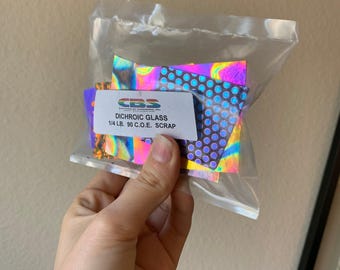 CBS
DICHROIC GLASS
1/4 LB. 90 C.O.E. SCRAP